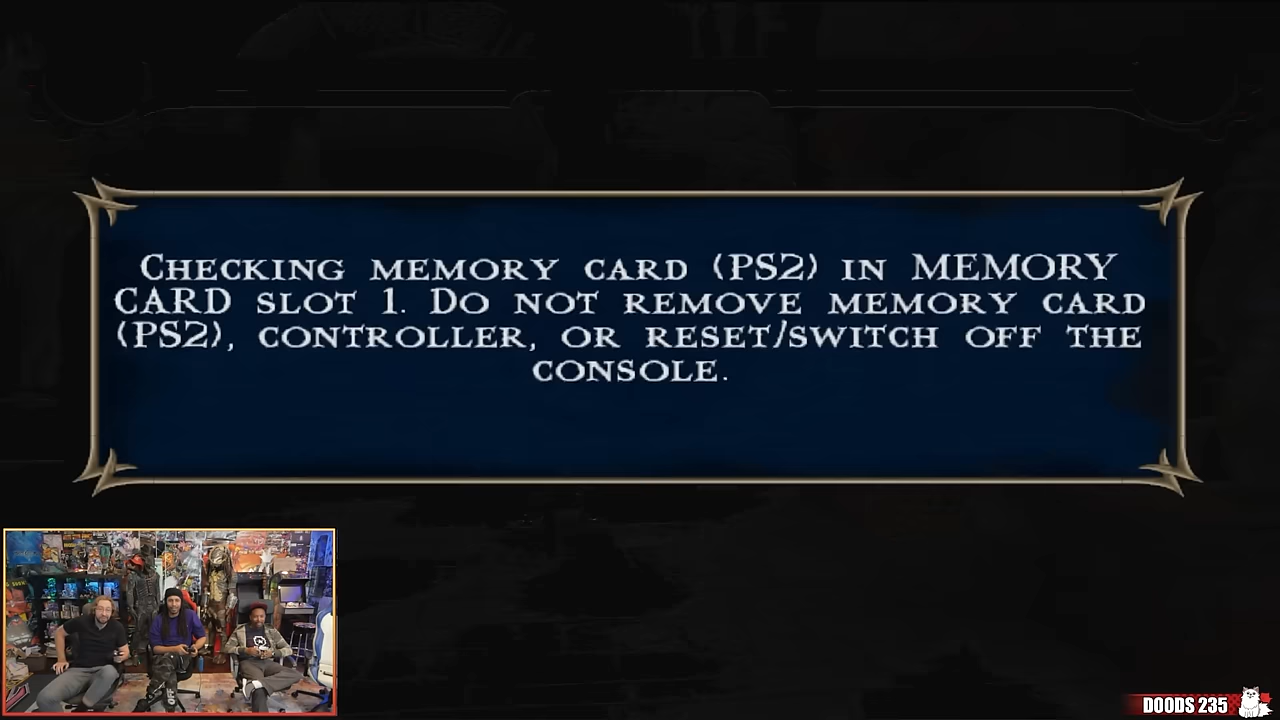 Checking memory card (PS2) in MEMORY
CARD slot 1. Do not remove memory card
(PS2), controller, or reset/switch off the
console.
DOODS 235